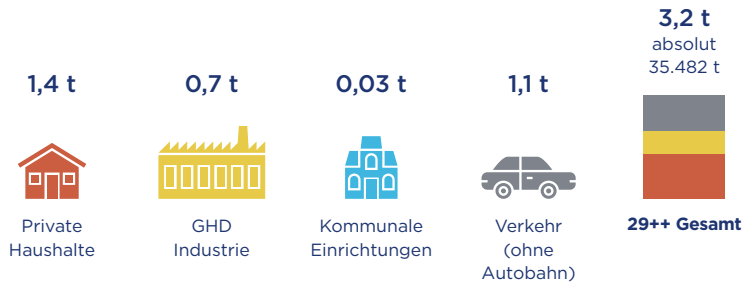 3,2 t
absolut
35.482 t
1,4 t
0,7 t
0,03 t
1,1 t
Private
Haushalte
GHD
Industrie
Kommunale
Einrichtungen
Verkehr
(ohne
Autobahn)
29++ Gesamt